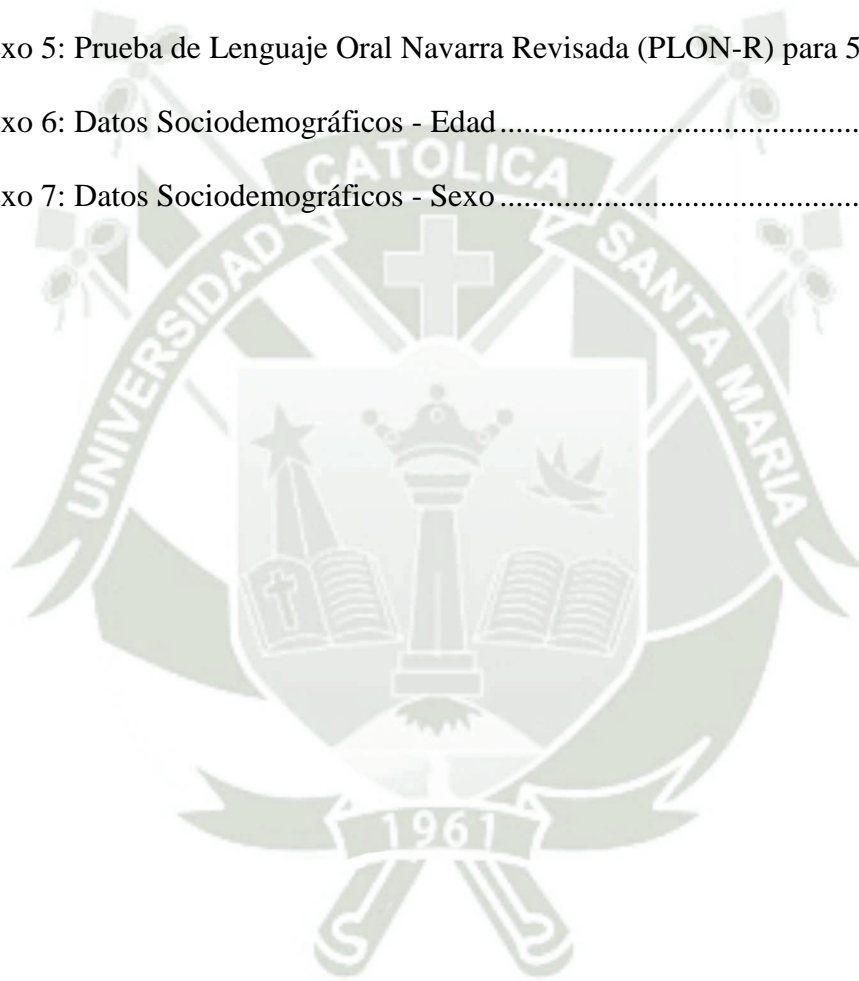 xo 5: Prueba de Lenguaje Oral Navarra Revisada (PLON-R) para 5
xo 6: Datos Sociodemográficos - Edad.............................................
xo 7: Datos Sociodemográficos - Sexo.............................................
UNIVERSIDAD CATOLICA SANTA MARIA
1961